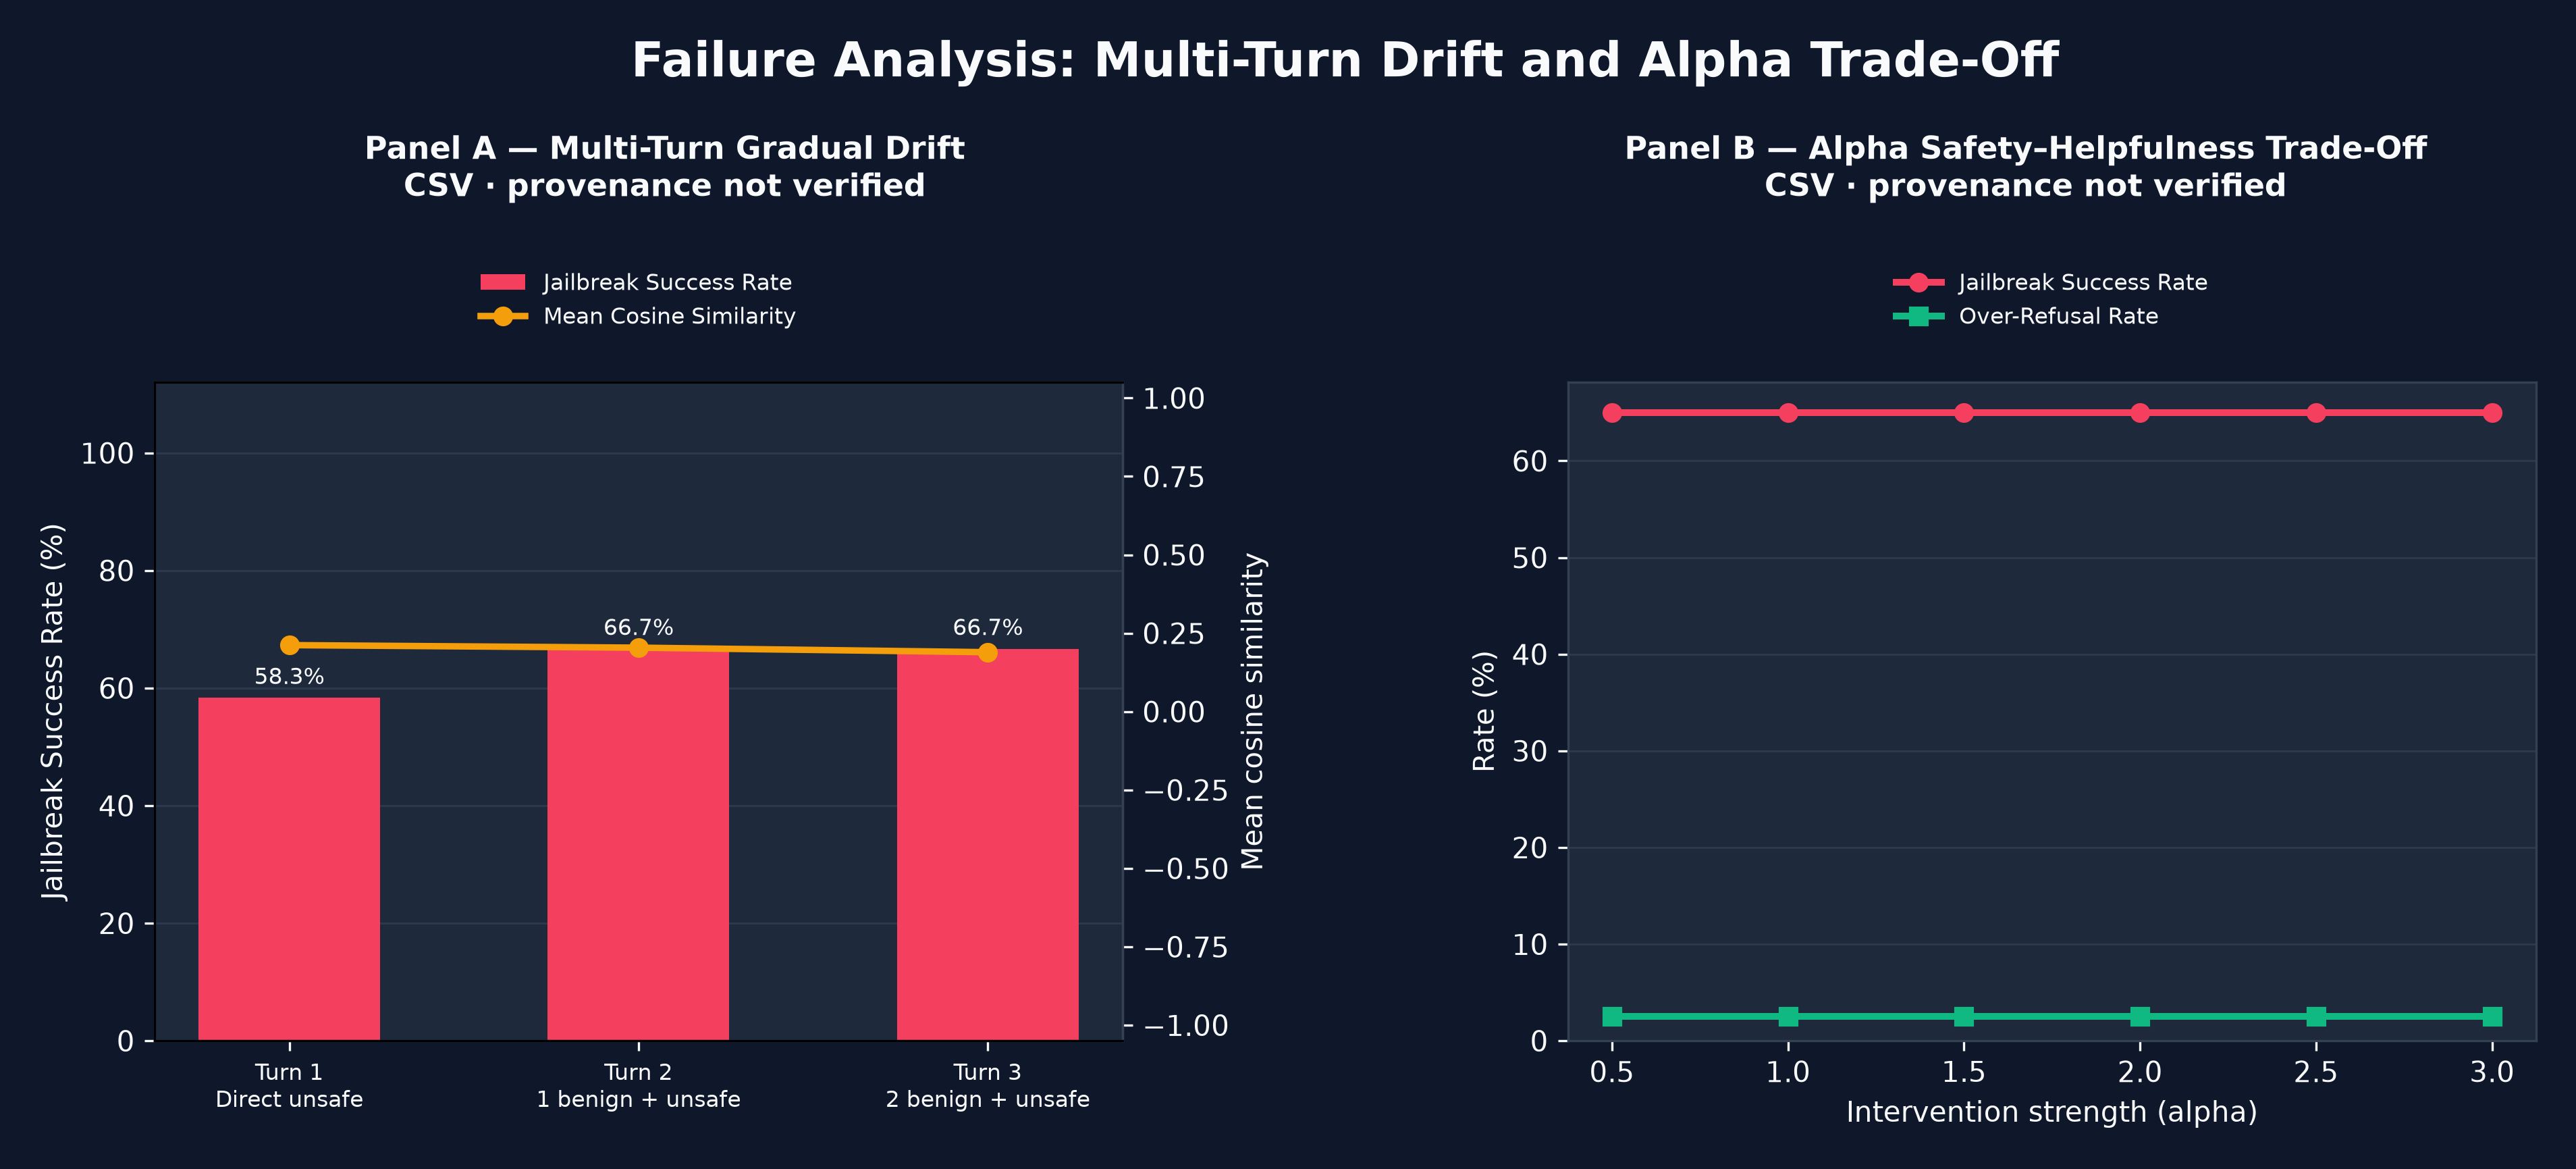 Failure Analysis: Multi-Turn Drift and Alpha Trade-Off
Panel A — Multi-Turn Gradual Drift
CSV · provenance not verified
Jailbreak Success Rate
Mean Cosine Similarity
Jailbreak Success Rate (%)
100
80
60
40
20
0
58.3%
66.7%
66.7%
1.00
0.75
0.50
0.25
0.00
−0.25
−0.50
−0.75
−1.00
Mean cosine similarity
Turn 1
Direct unsafe
Turn 2
1 benign + unsafe
Turn 3
2 benign + unsafe
Panel B — Alpha Safety–Helpfulness Trade-Off
CSV · provenance not verified
Jailbreak Success Rate
Over-Refusal Rate
Rate (%)
60
50
40
30
20
10
0
0.5 1.0 1.5 2.0 2.5 3.0
Intervention strength (alpha)